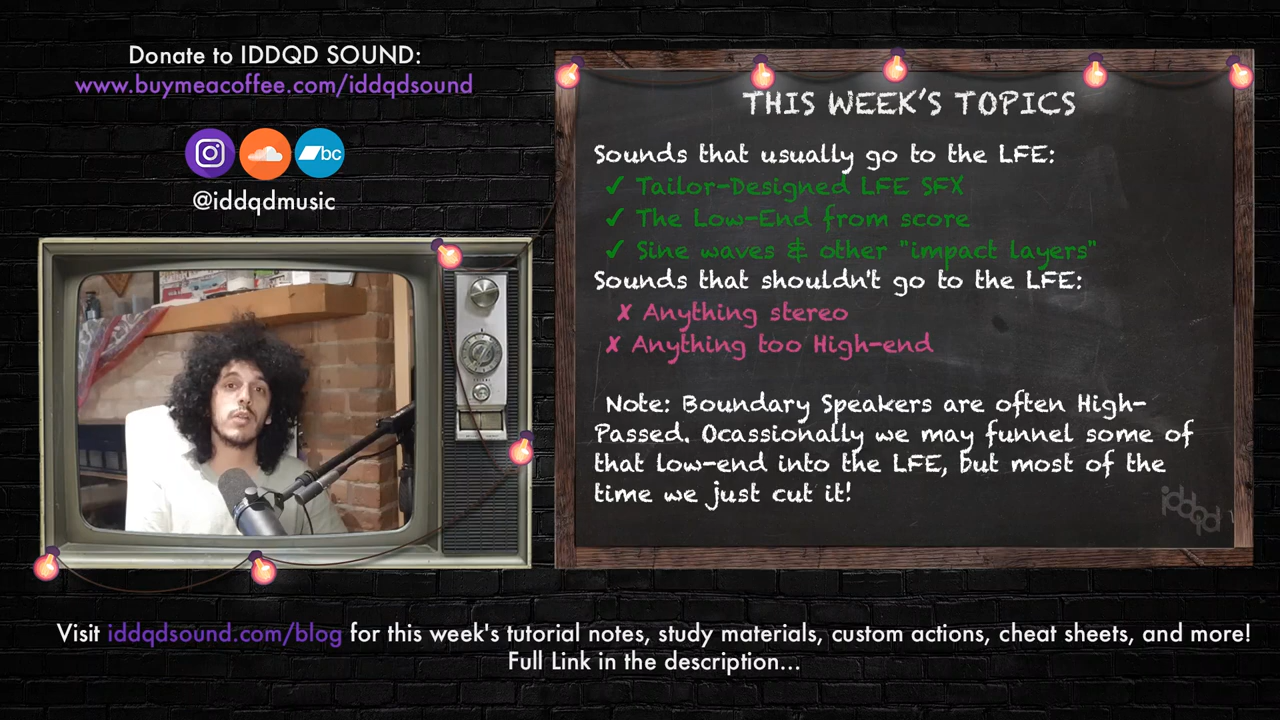 Donate to IDDQD SOUND:
www.buymeacoffee.com/iddqdsound
bc
@iddqdmusic
THIS WEEK'S TOPICS
Sounds that usually go to the LFE:
✓ Tailor-Designed LFE SFX
✓ The Low-End from score
✓ Sine waves & other "impact layers"
Sounds that shouldn't go to the LFE:
✗ Anything stereo
✗ Anything too High-end
Note: Boundary Speakers are often High-
Passed. Ocassionally we may funnel some of
that low-end into the LFE, but most of the
time we just cut it!
iddqd
Visit iddqdsound.com/blog for this week's tutorial notes, study materials, custom actions, cheat sheets, and more!
Full Link in the description...